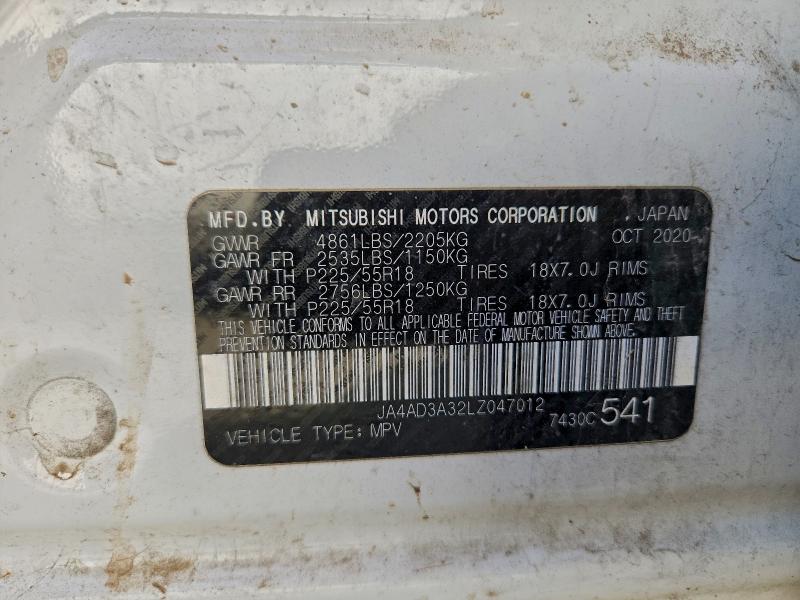 MFD. BY MITSUBISHI MOTORS CORPORATION JAPAN
GWWR 4861LBS/2205KG OCT 2020
GAWR FR 2535LBS/1150KG
WITH P225/55R18 TIRES 18X7.0J RIMS
GAWR RR 2756LBS/1250KG
WITH P225/55R18 TIRES 18X7.0J RIMS
THIS VEHICLE CONFORMS TO ALL APPLICABLE FEDERAL MOTOR VEHICLE SAFETY AND THEFT
PREVENTION STANDARDS IN EFFECT ON THE DATE OF MANUFACTURE SHOWN ABOVE.
JA4AD3A32LZ047012
VEHICLE TYPE: MPV 7430C 541